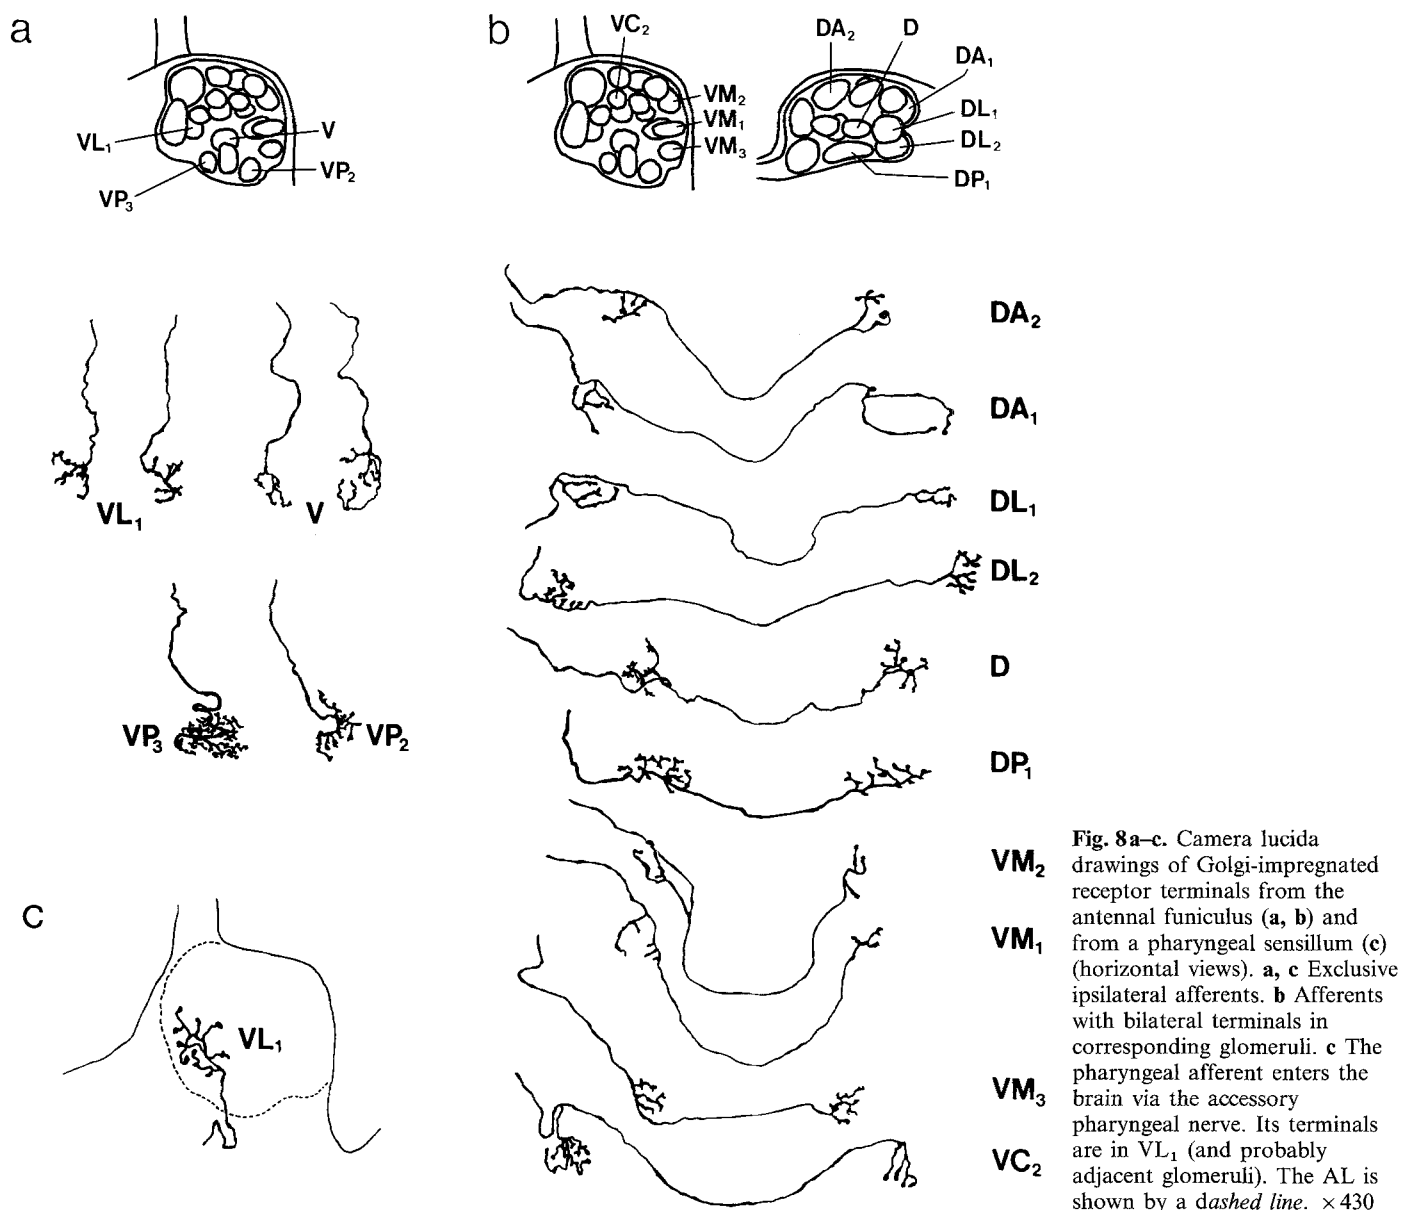 a
VL₁
V
VP₃
VP₂
b
VC₂
VM₂
VM₁
VM₃
DA₂
D
DA₁
DL₁
DL₂
DP₁
VL₁
V
VP₃
VP₂
DA₂
DA₁
DL₁
DL₂
D
DP₁
VM₂
VM₁
VM₃
VC₂
c
VL₁
Fig. 8a–c. Camera lucida
drawings of Golgi-impregnated
receptor terminals from the
antennal funiculus (a, b) and
from a pharyngeal sensillum (c)
(horizontal views). a, c Exclusive
ipsilateral afferents. b Afferents
with bilateral terminals in
corresponding glomeruli. c The
pharyngeal afferent enters the
brain via the accessory
pharyngeal nerve. Its terminals
are in VL₁ (and probably
adjacent glomeruli). The AL is
shown by a dashed line. ×430